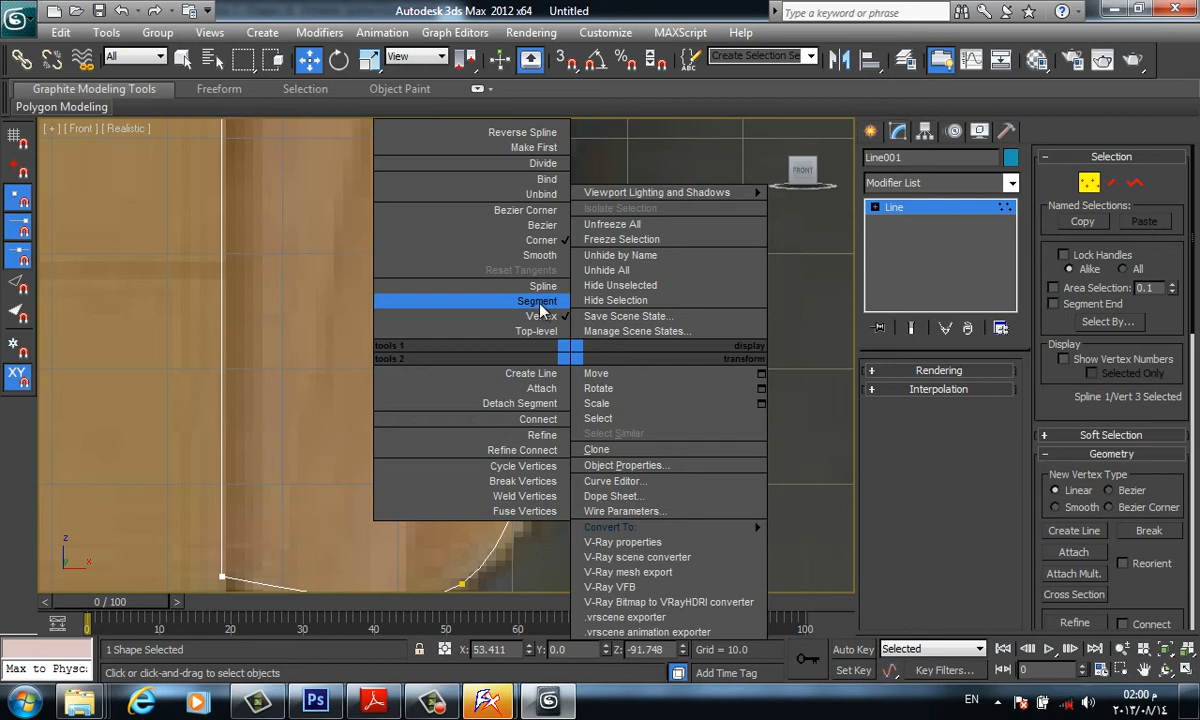 Autodesk 3ds Max 2012 x64 Untitled
Type a keyword or phrase
Edit Tools Group Views Create Modifiers Animation Graph Editors Rendering Customize MAXScript Help
All View 3 Create Selection Se
Graphite Modeling Tools Freeform Selection Object Paint
Polygon Modeling
[ + ] [ Front ] [ Realistic ]
FRONT
Reverse Spline
Make First
Divide
Bind
Unbind
Bezier Corner
Bezier
Corner
Smooth
Reset Tangents
Spline
Segment
Vertex
Top-level
tools 1
tools 2
Create Line
Attach
Detach Segment
Connect
Refine
Refine Connect
Cycle Vertices
Break Vertices
Weld Vertices
Fuse Vertices
Viewport Lighting and Shadows
Isolate Selection
Unfreeze All
Freeze Selection
Unhide by Name
Unhide All
Hide Unselected
Hide Selection
Save Scene State...
Manage Scene States...
display
transform
Move
Rotate
Scale
Select
Select Similar
Clone
Object Properties...
Curve Editor...
Dope Sheet...
Wire Parameters...
Convert To:
V-Ray properties
V-Ray scene converter
V-Ray mesh export
V-Ray VFB
V-Ray Bitmap to VRayHDRI converter
.vrscene exporter
.vrscene animation exporter
Line001
Modifier List
Line
Rendering
Interpolation
Selection
Named Selections:
Copy Paste
Lock Handles
Alike All
Area Selection: 0.1
Segment End
Select By...
Display
Show Vertex Numbers
Selected Only
Spline 1/Vert 3 Selected
Soft Selection
Geometry
New Vertex Type
Linear Bezier
Smooth Bezier Corner
Create Line Break
Attach
Reorient
Attach Mult.
Cross Section
Refine Connect
XY
z
x
0 / 100
0 10 20 30 40 50 60 100
1 Shape Selected X: 53.411 Y: 0.0 Z: -91.748 Grid = 10.0
Auto Key Selected
Max to Physc Click or click-and-drag to select objects Add Time Tag
Set Key Key Filters... 0
Ps
EN
02:00 م
٢٠١٣/٠٨/١٤